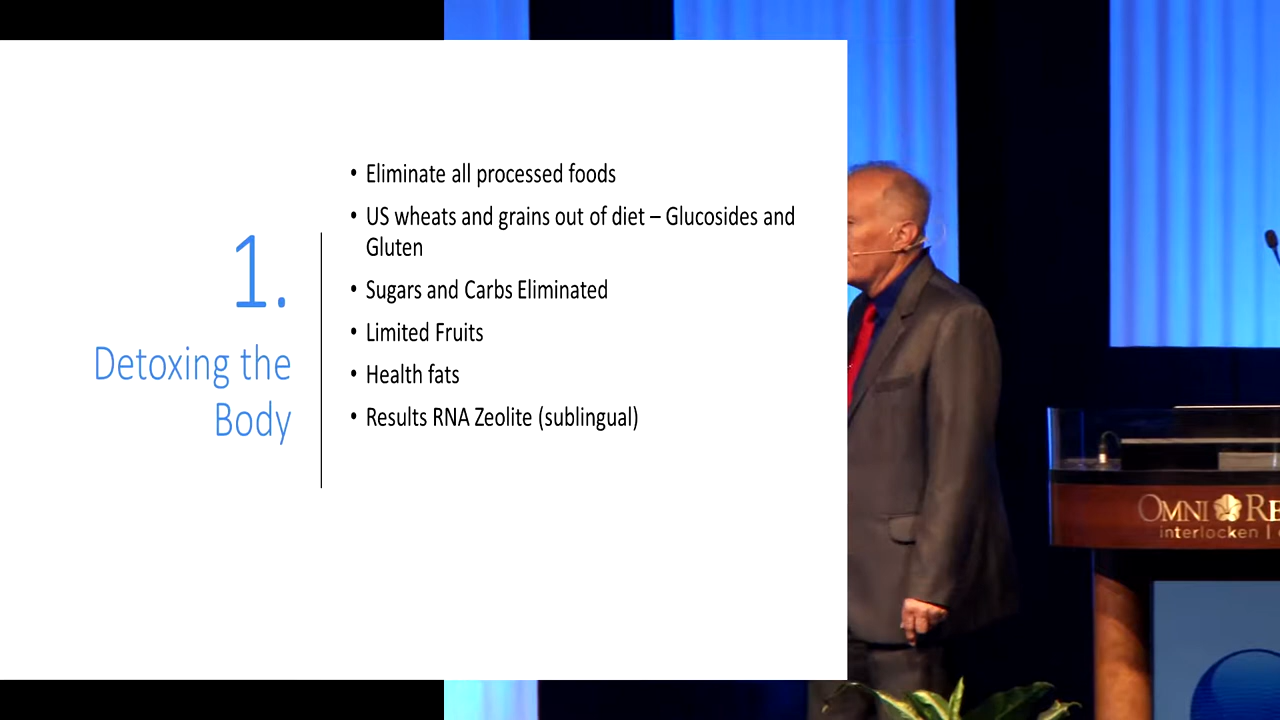 1.
Detoxing the
Body
• Eliminate all processed foods
• US wheats and grains out of diet – Glucosides and
Gluten
• Sugars and Carbs Eliminated
• Limited Fruits
• Health fats
• Results RNA Zeolite (sublingual)
OMNI RE
interlocken |